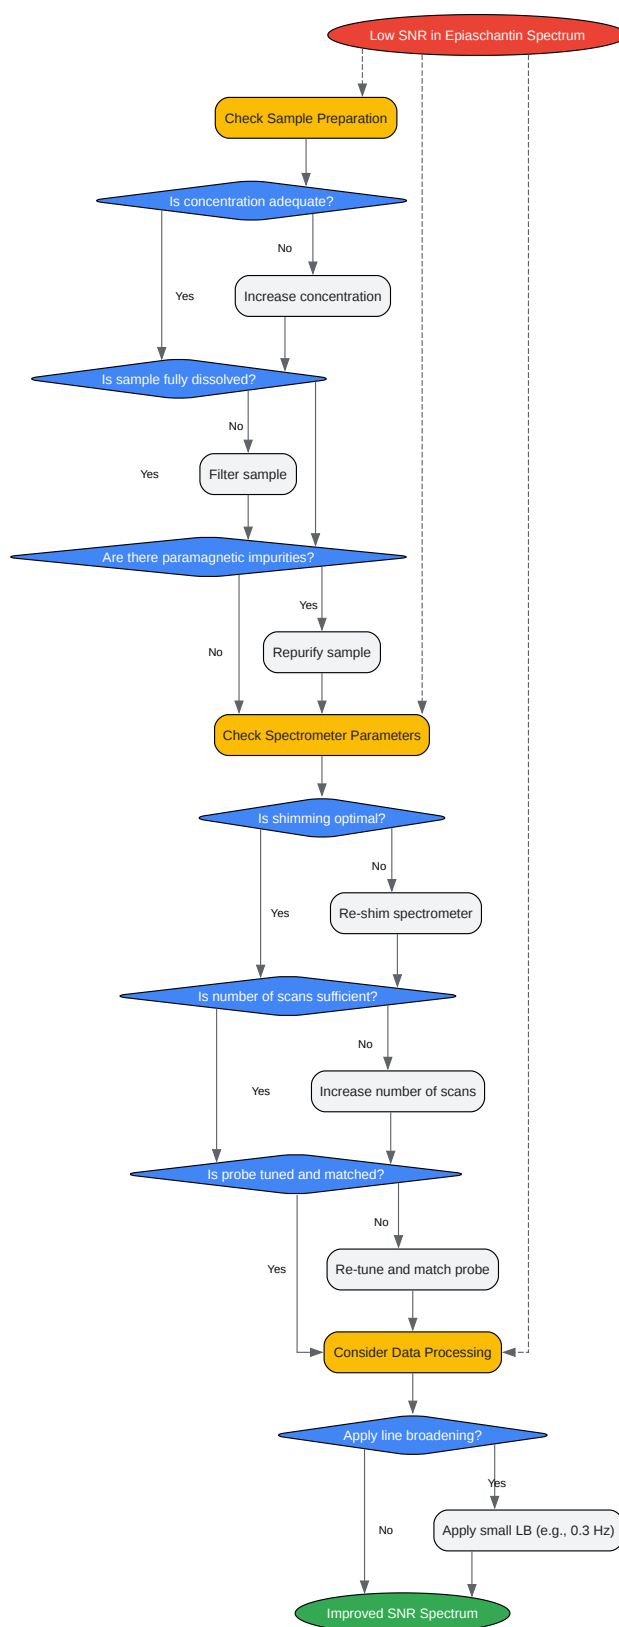 Low SNR in Epiaschantin Spectrum
Check Sample Preparation
Is concentration adequate?
No
Yes
Increase concentration
Is sample fully dissolved?
No
Yes
Filter sample
Are there paramagnetic impurities?
Yes
No
Repurify sample
Check Spectrometer Parameters
Is shimming optimal?
No
Yes
Re-shim spectrometer
Is number of scans sufficient?
No
Yes
Increase number of scans
Is probe tuned and matched?
No
Yes
Re-tune and match probe
Consider Data Processing
Apply line broadening?
Yes
No
Apply small LB (e.g., 0.3 Hz)
Improved SNR Spectrum